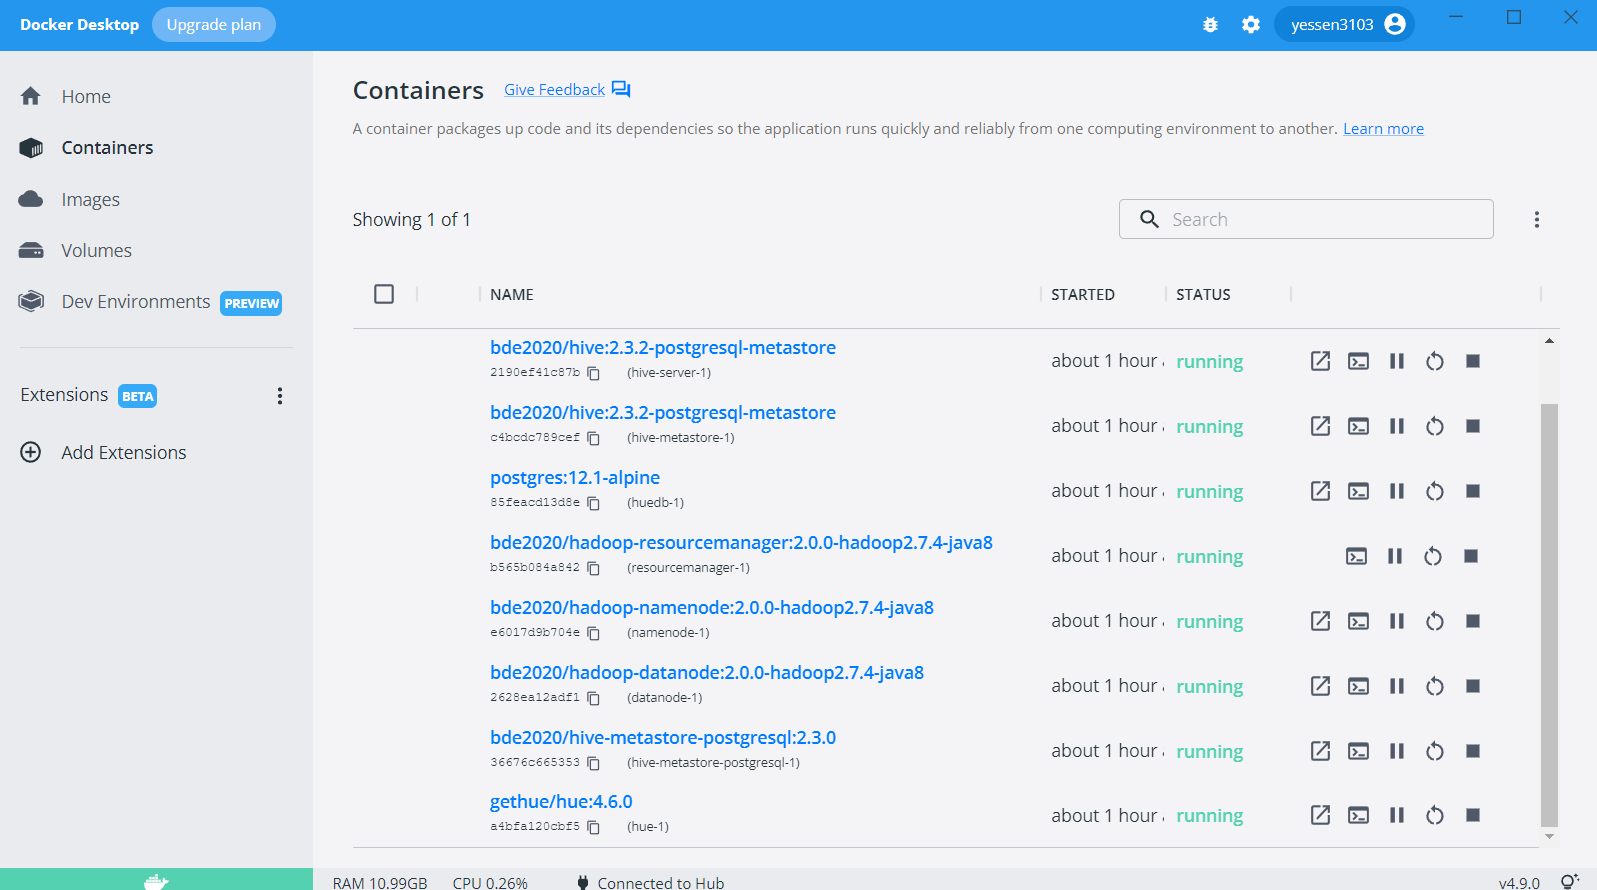 Docker Desktop Upgrade plan yessen3103
Home
Containers
Images
Volumes
Dev Environments PREVIEW
Extensions BETA
Add Extensions
Containers Give Feedback
A container packages up code and its dependencies so the application runs quickly and reliably from one computing environment to another. Learn more
Showing 1 of 1 Search
NAME STARTED STATUS
bde2020/hive:2.3.2-postgresql-metastore about 1 hour running
2190ef41c87b (hive-server-1)
bde2020/hive:2.3.2-postgresql-metastore about 1 hour running
c4bcdc789cef (hive-metastore-1)
postgres:12.1-alpine about 1 hour running
85feacd13d8e (huedb-1)
bde2020/hadoop-resourcemanager:2.0.0-hadoop2.7.4-java8 about 1 hour running
b565b084a842 (resourcemanager-1)
bde2020/hadoop-namenode:2.0.0-hadoop2.7.4-java8 about 1 hour running
e6017d9b704e (namenode-1)
bde2020/hadoop-datanode:2.0.0-hadoop2.7.4-java8 about 1 hour running
2628ea12adf1 (datanode-1)
bde2020/hive-metastore-postgresql:2.3.0 about 1 hour running
36676c665353 (hive-metastore-postgresql-1)
gethue/hue:4.6.0 about 1 hour running
a4bfa120cbf5 (hue-1)
RAM 10.99GB CPU 0.26% Connected to Hub v4.9.0